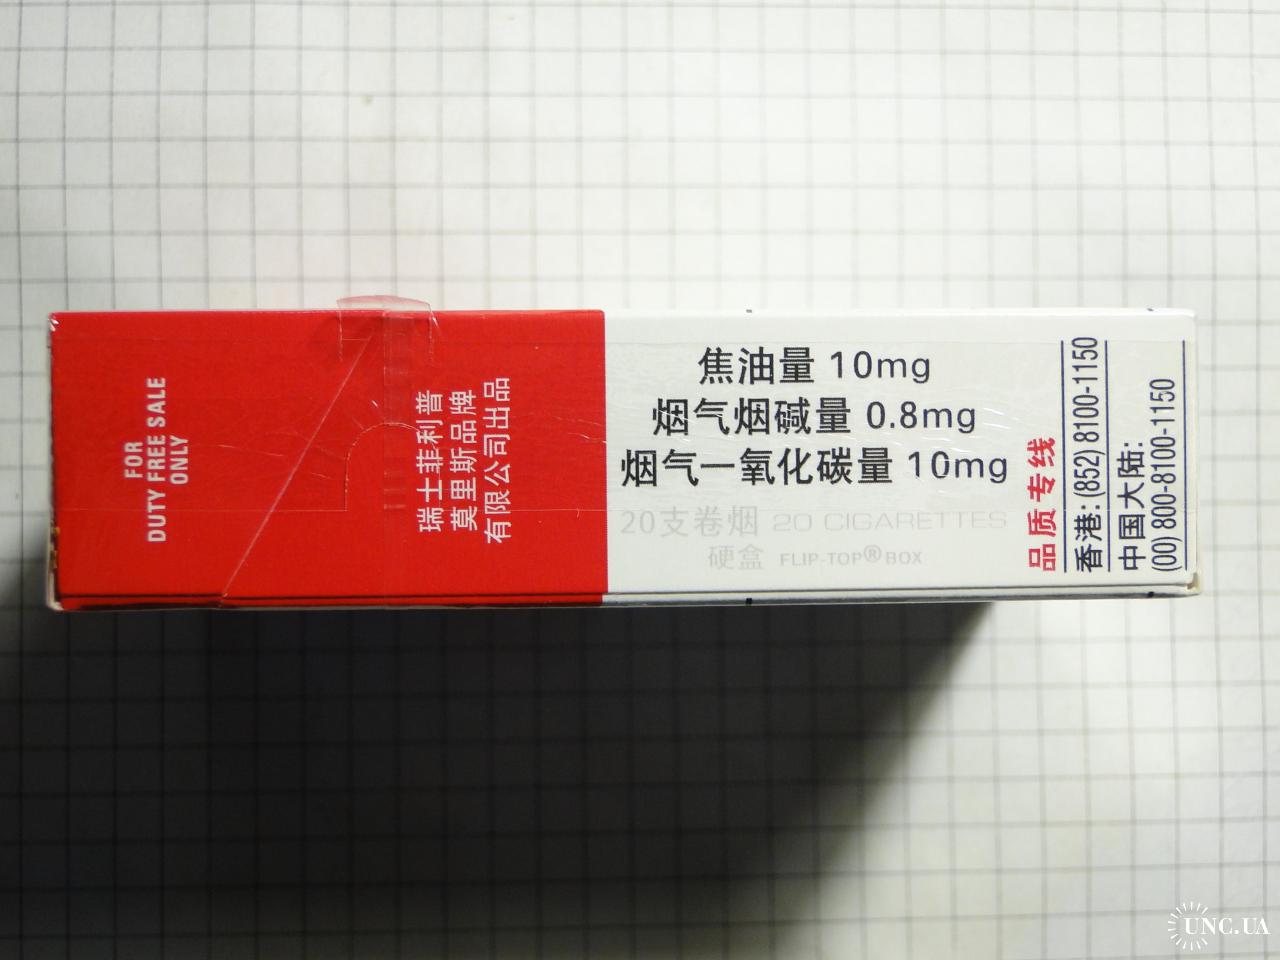 FOR
DUTY FREE SALE
ONLY
瑞士菲利普
莫里斯品牌
有限公司出品
焦油量 10mg
烟气烟碱量 0.8mg
烟气一氧化碳量 10mg
20支卷烟 20 CIGARETTES
硬盒 FLIP-TOP® BOX
品质专线
香港: (852) 8100-1150
中国大陆:
(00) 800-8100-1150
UNC.UA